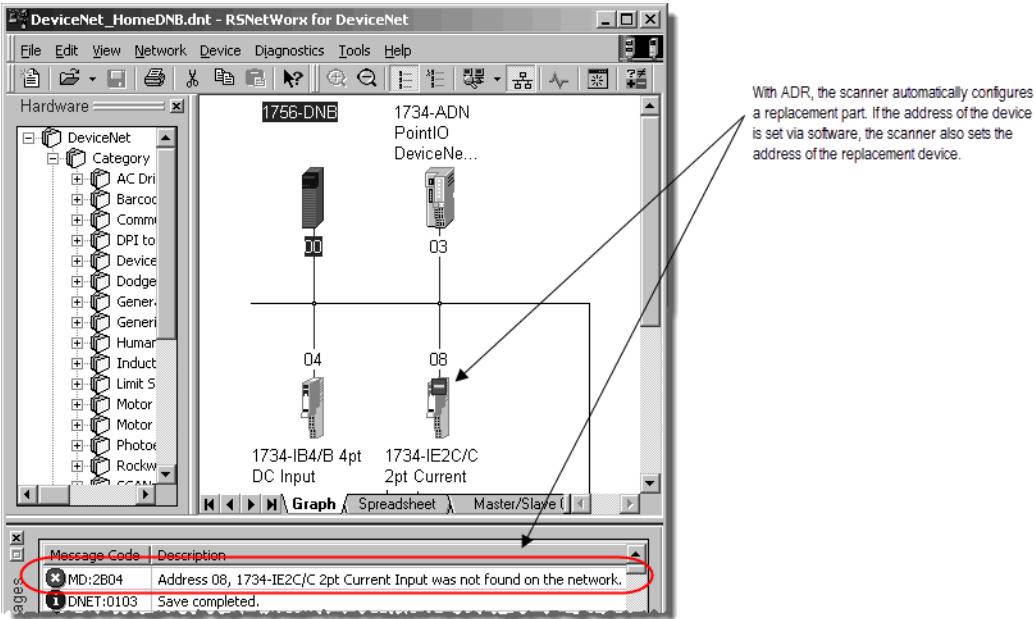 DeviceNet_HomeDNB.dnt - RSNetWorx for DeviceNet
File Edit View Network Device Diagnostics Tools Help
Hardware
DeviceNet
Category
AC Dri
Barcod
Commu
DPI to
Device
Dodge
Genera
Generi
Human
Induct
Limit S
Motor
Motor
Photoe
Rockw
1756-DNB
1734-ADN
PointIO
DeviceNe...
00
03
04
08
1734-IB4/B 4pt
DC Input
1734-IE2C/C
2pt Current
Graph Spreadsheet Master/Slave
Message Code Description
MD:2B04 Address 08, 1734-IE2C/C 2pt Current Input was not found on the network.
DNET:0103 Save completed.
With ADR, the scanner automatically configures
a replacement part. If the address of the device
is set via software, the scanner also sets the
address of the replacement device.